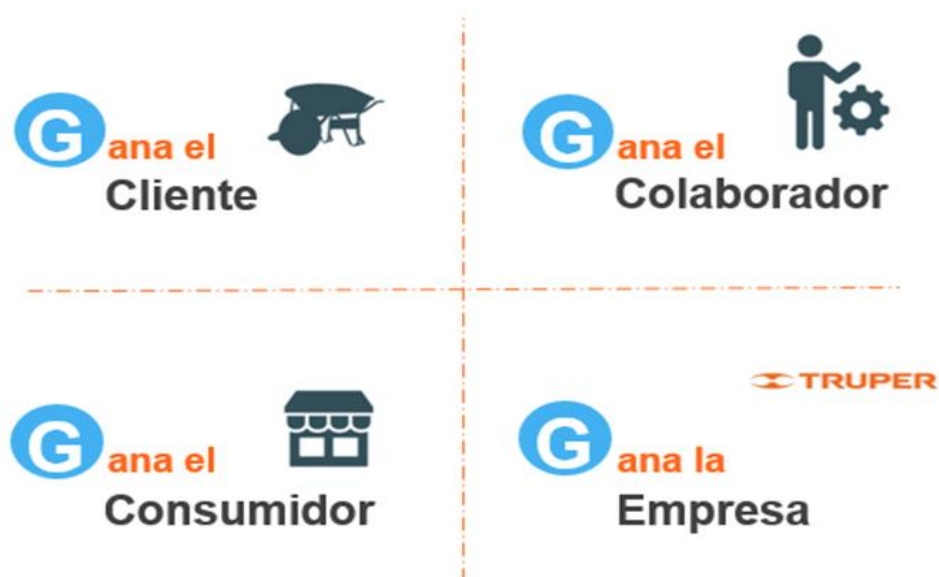 Gana el
Cliente
Gana el
Colaborador
Gana el
Consumidor
TRUPER
Gana la
Empresa